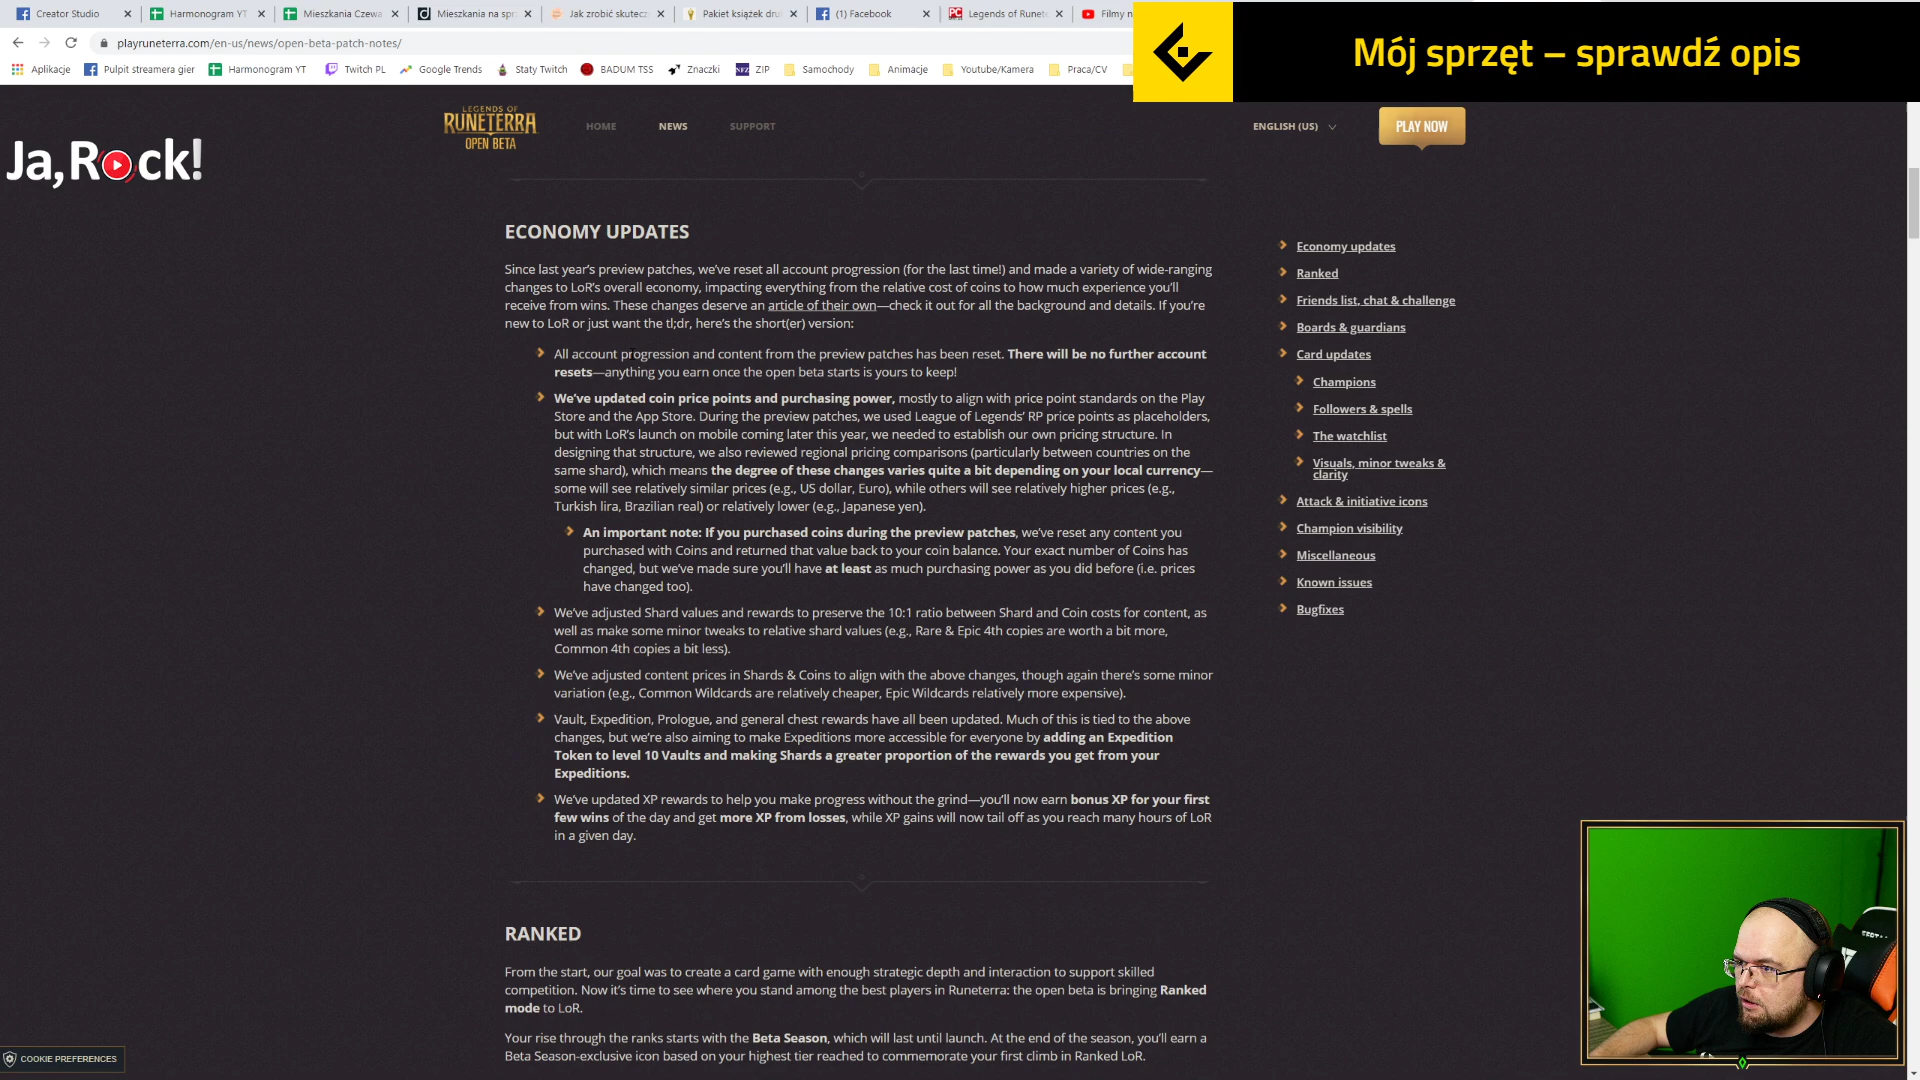 Creator Studio
Harmonogram YT
Mieszkania Czewa
Mieszkania na spr
Jak zrobić skutecz
Pakiet książek dru
(1) Facebook
Legends of Runet
Filmy n
playruneterra.com/en-us/news/open-beta-patch-notes/
Aplikacje
Pulpit streamera gier
Harmonogram YT
Twitch PL
Google Trends
Staty Twitch
BADUM TSS
Znaczki
NFZ
ZIP
Samochody
Animacje
Youtube/Kamera
Praca/CV
Mój sprzęt – sprawdź opis
Ja,Rock!
LEGENDS OF
RUNETERRA
OPEN BETA
HOME
NEWS
SUPPORT
ENGLISH (US)
PLAY NOW
ECONOMY UPDATES
Since last year's preview patches, we've reset all account progression (for the last time!) and made a variety of wide-ranging
changes to LoR's overall economy, impacting everything from the relative cost of coins to how much experience you'll
receive from wins. These changes deserve an article of their own—check it out for all the background and details. If you're
new to LoR or just want the tl;dr, here's the short(er) version:
All account progression and content from the preview patches has been reset. There will be no further account
resets—anything you earn once the open beta starts is yours to keep!
We've updated coin price points and purchasing power, mostly to align with price point standards on the Play
Store and the App Store. During the preview patches, we used League of Legends' RP price points as placeholders,
but with LoR's launch on mobile coming later this year, we needed to establish our own pricing structure. In
designing that structure, we also reviewed regional pricing comparisons (particularly between countries on the
same shard), which means the degree of these changes varies quite a bit depending on your local currency—
some will see relatively similar prices (e.g., US dollar, Euro), while others will see relatively higher prices (e.g.,
Turkish lira, Brazilian real) or relatively lower (e.g., Japanese yen).
An important note: If you purchased coins during the preview patches, we've reset any content you
purchased with Coins and returned that value back to your coin balance. Your exact number of Coins has
changed, but we've made sure you'll have at least as much purchasing power as you did before (i.e. prices
have changed too).
We've adjusted Shard values and rewards to preserve the 10:1 ratio between Shard and Coin costs for content, as
well as make some minor tweaks to relative shard values (e.g., Rare & Epic 4th copies are worth a bit more,
Common 4th copies a bit less).
We've adjusted content prices in Shards & Coins to align with the above changes, though again there's some minor
variation (e.g., Common Wildcards are relatively cheaper, Epic Wildcards relatively more expensive).
Vault, Expedition, Prologue, and general chest rewards have all been updated. Much of this is tied to the above
changes, but we're also aiming to make Expeditions more accessible for everyone by adding an Expedition
Token to level 10 Vaults and making Shards a greater proportion of the rewards you get from your
Expeditions.
We've updated XP rewards to help you make progress without the grind—you'll now earn bonus XP for your first
few wins of the day and get more XP from losses, while XP gains will now tail off as you reach many hours of LoR
in a given day.
Economy updates
Ranked
Friends list, chat & challenge
Boards & guardians
Card updates
Champions
Followers & spells
The watchlist
Visuals, minor tweaks &
clarity
Attack & initiative icons
Champion visibility
Miscellaneous
Known issues
Bugfixes
RANKED
From the start, our goal was to create a card game with enough strategic depth and interaction to support skilled
competition. Now it's time to see where you stand among the best players in Runeterra: the open beta is bringing Ranked
mode to LoR.
Your rise through the ranks starts with the Beta Season, which will last until launch. At the end of the season, you'll earn a
Beta Season-exclusive icon based on your highest tier reached to commemorate your first climb in Ranked LoR.
COOKIE PREFERENCES